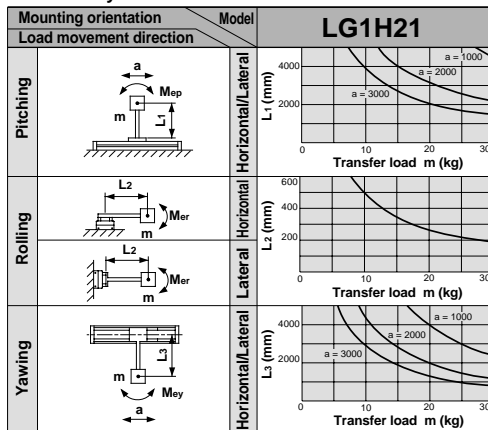 Mounting orientation
Model
Load movement direction
LG1H21
Pitching
a
Mep
m
L1
Horizontal/Lateral
L1 (mm)
4000
2000
a = 1000
a = 2000
a = 3000
0 10 20 30
Transfer load m (kg)
Rolling
L2
Mer
m
Horizontal
L2
Mer
m
Lateral
L2 (mm)
600
400
200
0 10 20 30
Transfer load m (kg)
Yawing
L3
m
Mey
a
Horizontal/Lateral
L3 (mm)
4000
2000
a = 1000
a = 2000
a = 3000
0 10 20 30
Transfer load m (kg)